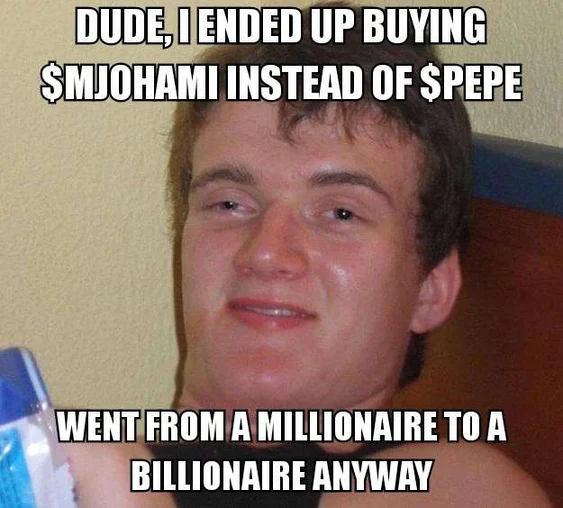 DUDE, I ENDED UP BUYING
$MJOHAMI INSTEAD OF $PEPE
WENT FROM A MILLIONAIRE TO A
BILLIONAIRE ANYWAY